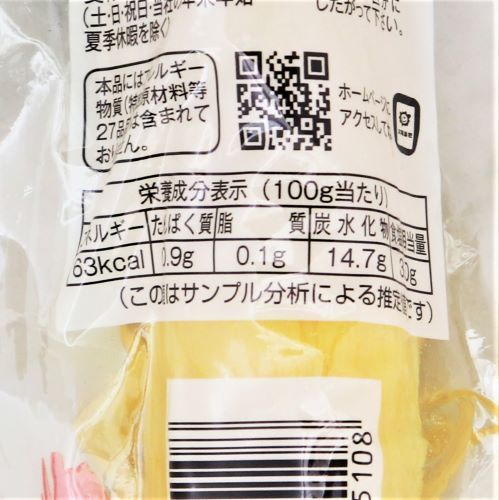 (土・日・祝日・当社の年末年始
夏季休暇を除く)
したがって下さい。
本品にはアレルギー
物質(特定原材料等
27品目)は含まれて
おりません。
ホームページに
アクセスして
栄養成分表示(100g当たり)
エネルギー たんぱく質 脂質 炭水化物 食塩相当量
63kcal 0.9g 0.1g 14.7g
(この値はサンプル分析による推定値です)
5108